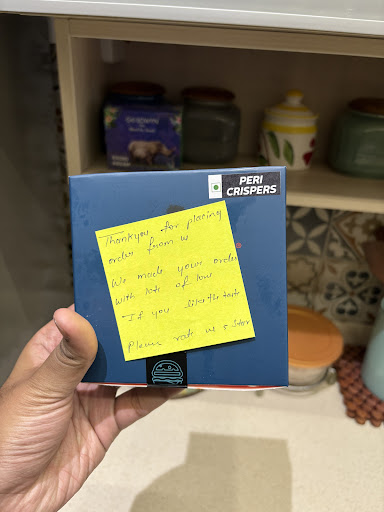 PERI
CRISPERS
Thankyou for placing
order from us
We made your order
with lots of love
If you like the taste
Please rate us 5 star